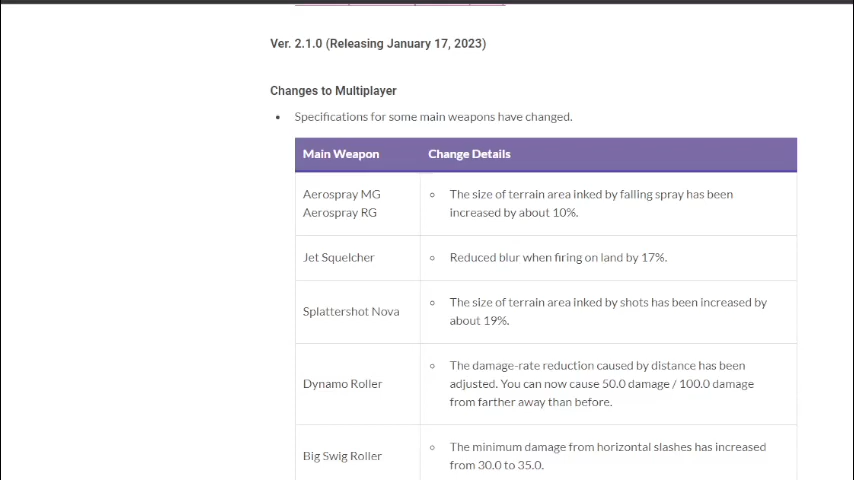 Ver. 2.1.0 (Releasing January 17, 2023)
Changes to Multiplayer
• Specifications for some main weapons have changed.
Main Weapon Change Details
Aerospray MG
Aerospray RG
The size of terrain area inked by falling spray has been
increased by about 10%.
Jet Squelcher
Reduced blur when firing on land by 17%.
Splattershot Nova
The size of terrain area inked by shots has been increased by
about 19%.
Dynamo Roller
The damage-rate reduction caused by distance has been
adjusted. You can now cause 50.0 damage / 100.0 damage
from farther away than before.
Big Swig Roller
The minimum damage from horizontal slashes has increased
from 30.0 to 35.0.